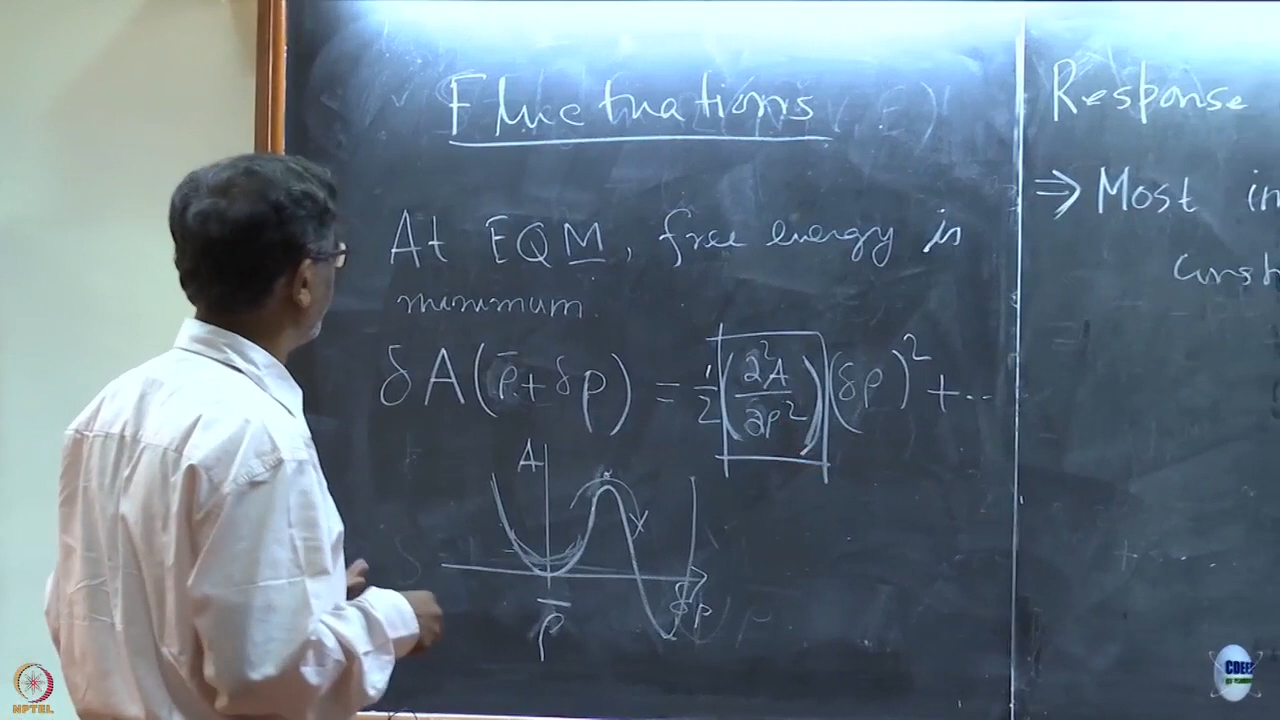 Fluctuations
At EQM, free energy is
minimum.
δA(ρ̄+δρ) = 1/2 (∂²A/∂ρ²)(δρ)² + ...
A
ρ̄
δρ
Response
⇒ Most in
const
NPTEL
CDEEP